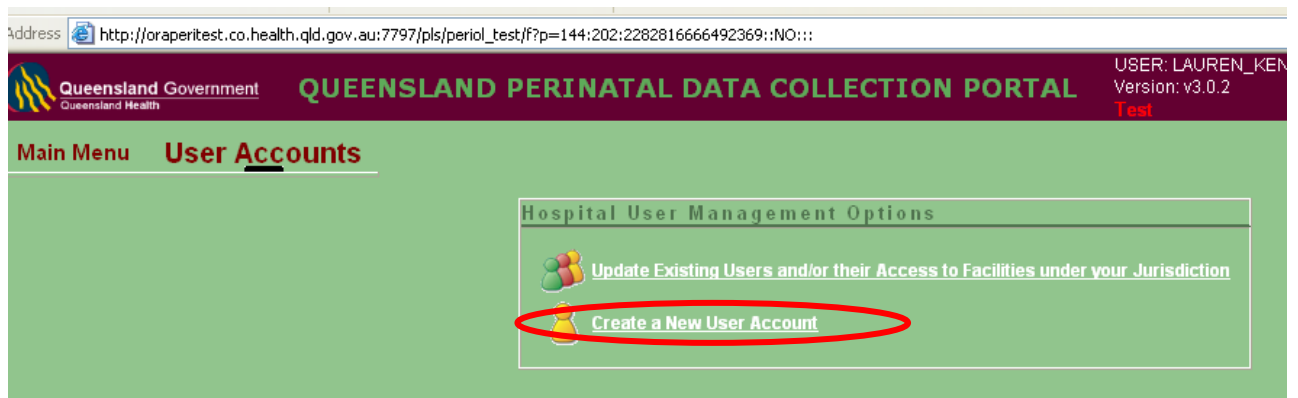 Address http://oraperitest.co.health.qld.gov.au:7797/pls/periol_test/f?p=144:202:2282816666492369::NO:::
Queensland Government
Queensland Health
QUEENSLAND PERINATAL DATA COLLECTION PORTAL
USER: LAUREN_KEN
Version: v3.0.2
Test
Main Menu User Accounts
Hospital User Management Options
Update Existing Users and/or their Access to Facilities under your Jurisdiction
Create a New User Account